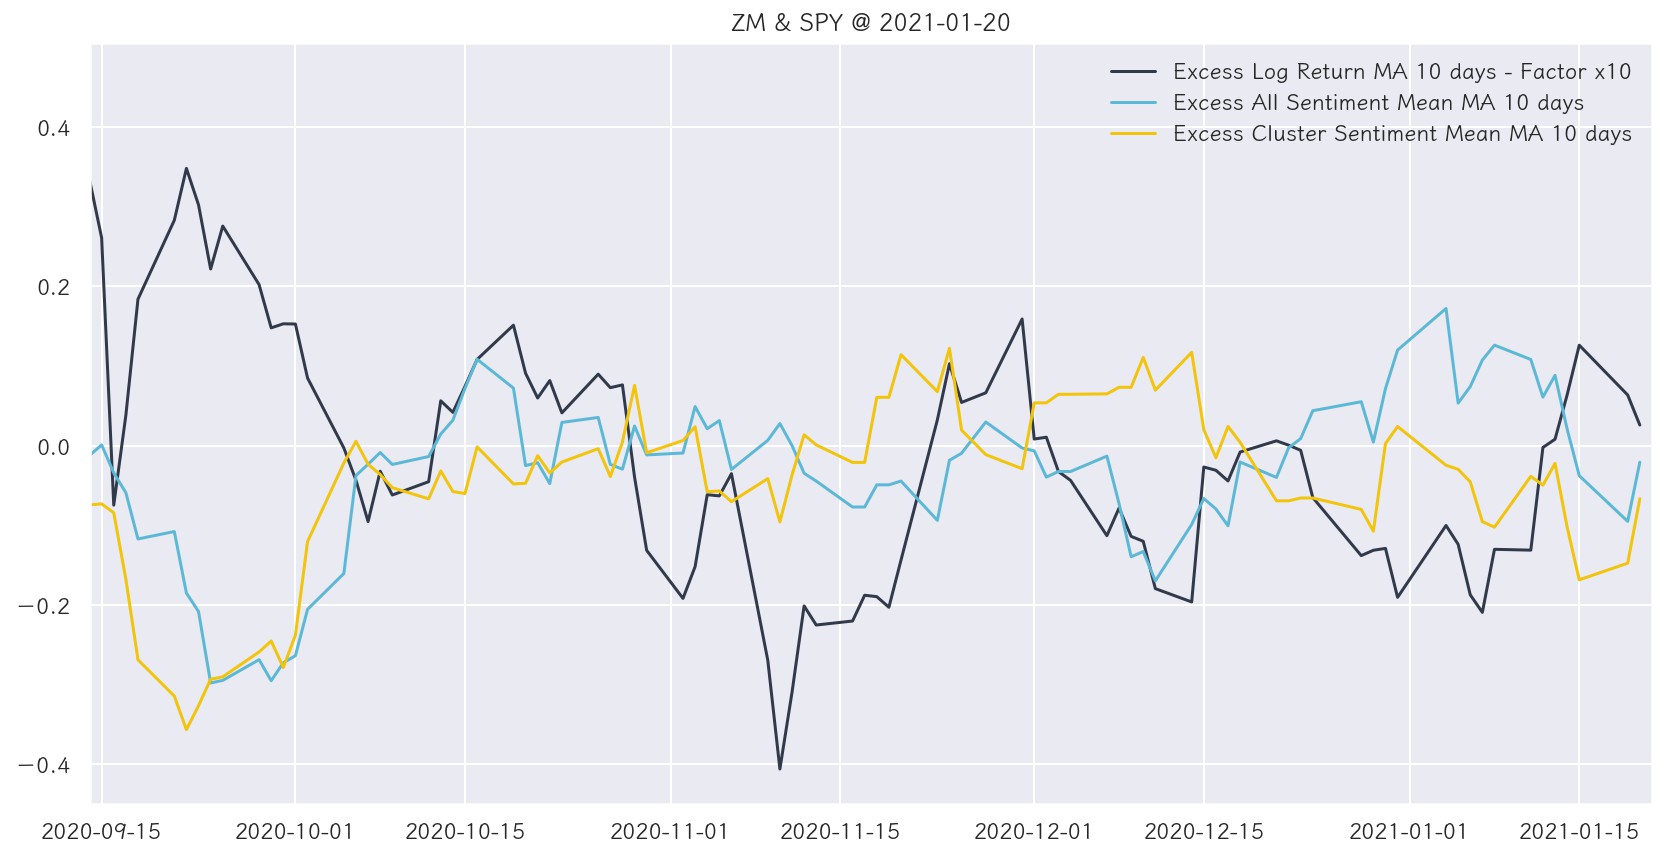 ZM & SPY @ 2021-01-20
Excess Log Return MA 10 days - Factor x10
Excess All Sentiment Mean MA 10 days
Excess Cluster Sentiment Mean MA 10 days
0.4
0.2
0.0
−0.2
−0.4
2020-09-15 2020-10-01 2020-10-15 2020-11-01 2020-11-15 2020-12-01 2020-12-15 2021-01-01 2021-01-15